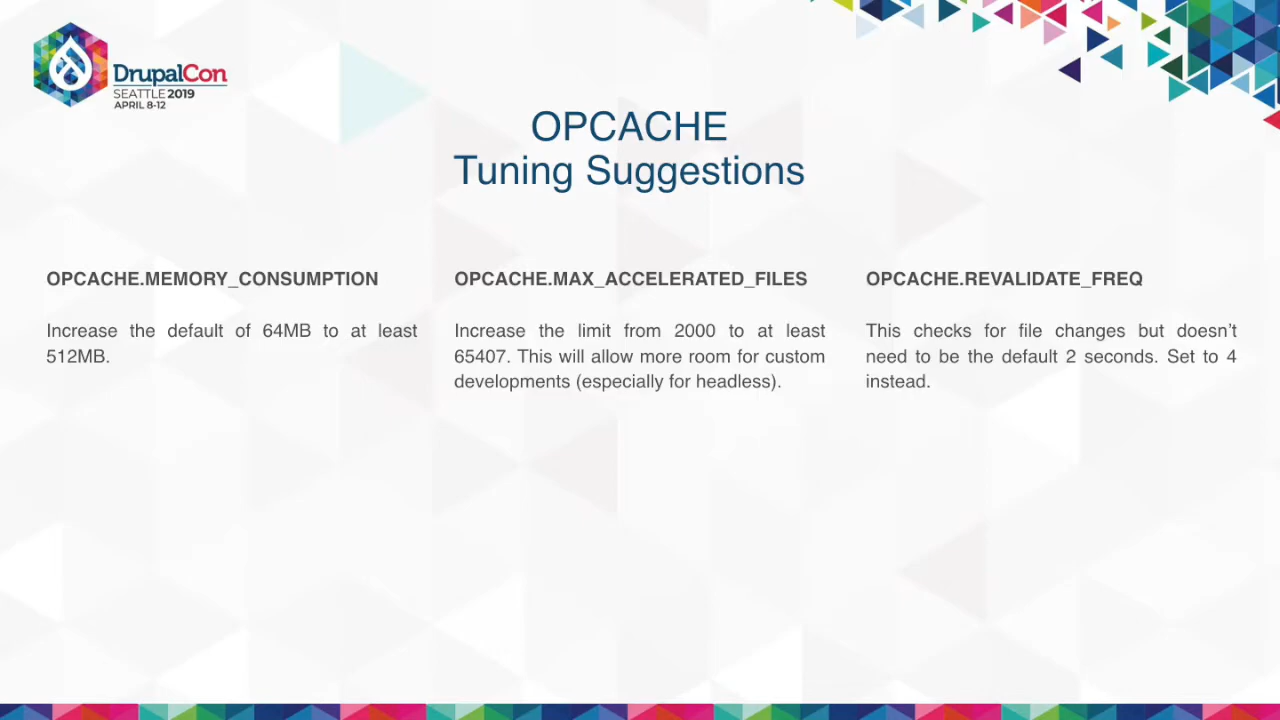 DrupalCon
SEATTLE 2019
APRIL 8-12
OPCACHE
Tuning Suggestions
OPCACHE.MEMORY_CONSUMPTION
Increase the default of 64MB to at least
512MB.
OPCACHE.MAX_ACCELERATED_FILES
Increase the limit from 2000 to at least
65407. This will allow more room for custom
developments (especially for headless).
OPCACHE.REVALIDATE_FREQ
This checks for file changes but doesn’t
need to be the default 2 seconds. Set to 4
instead.